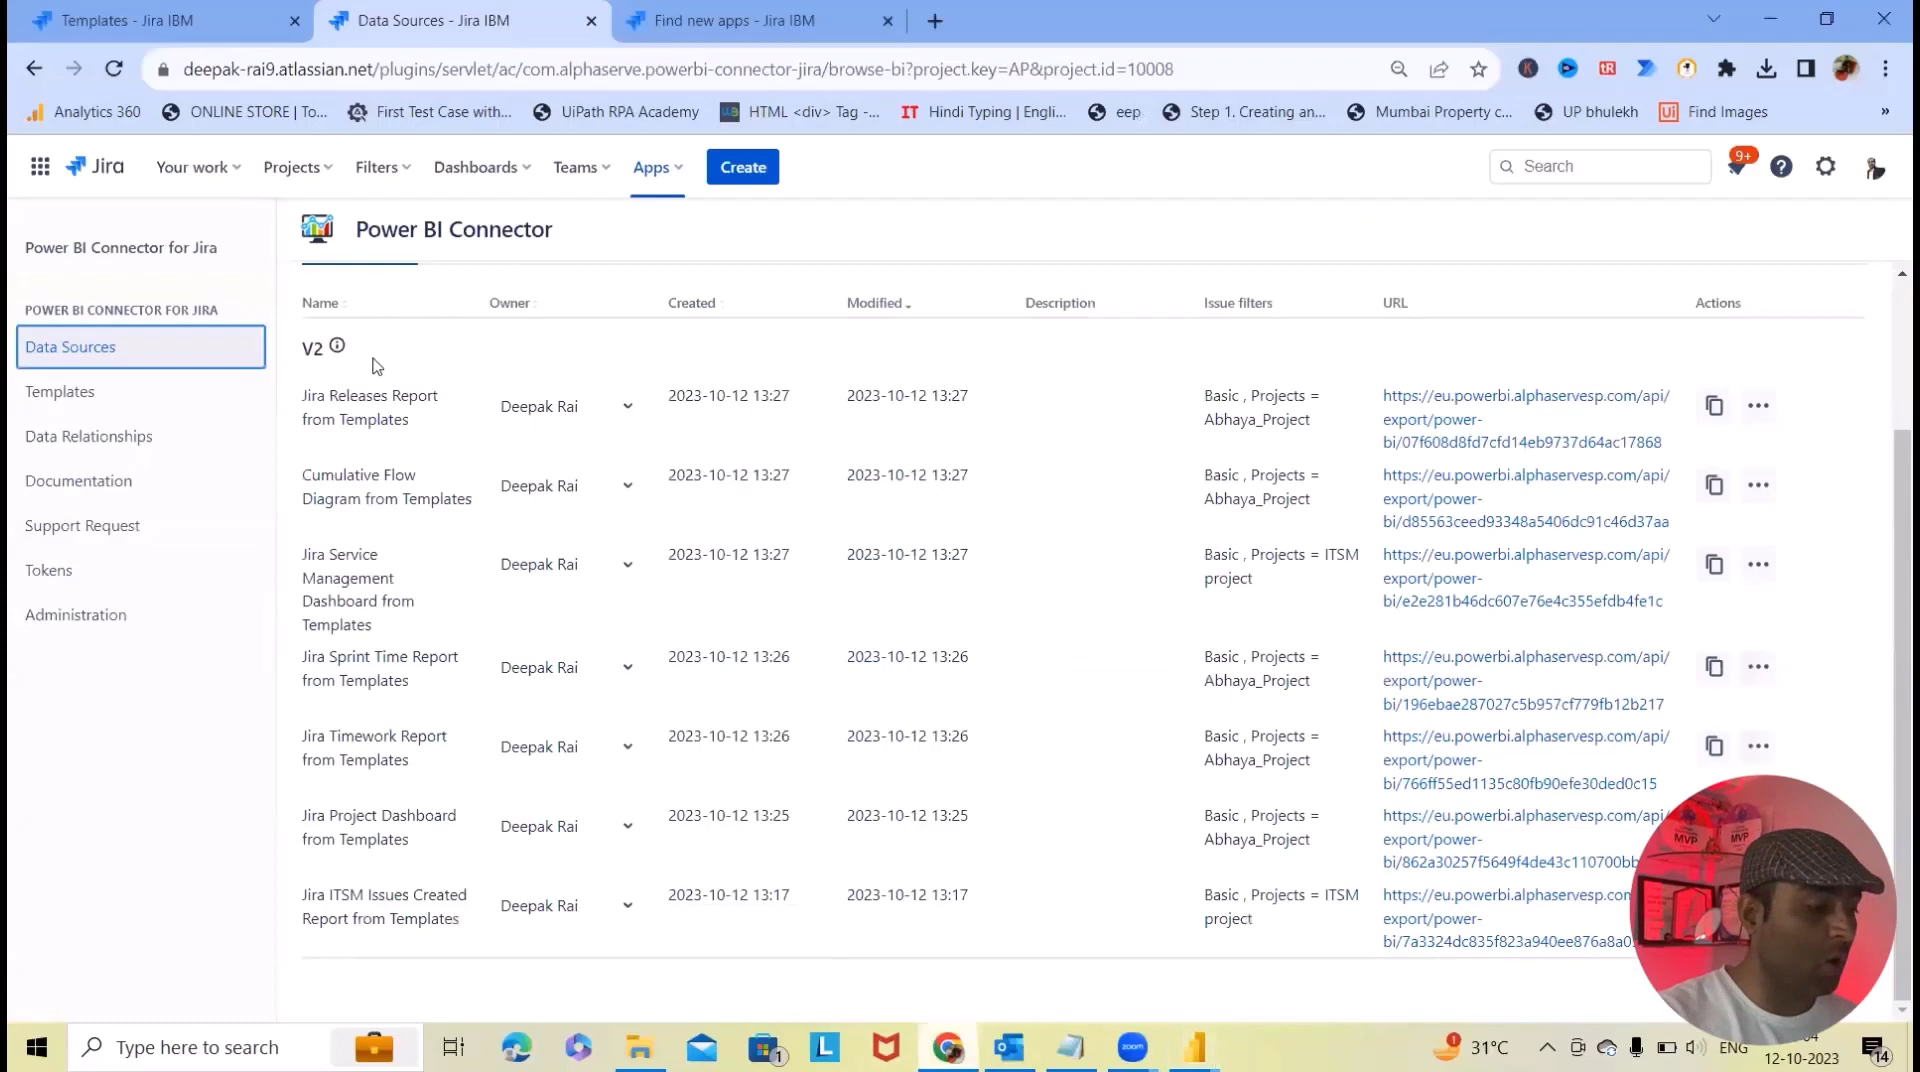 Templates - Jira IBM
Data Sources - Jira IBM
Find new apps - Jira IBM
deepak-rai9.atlassian.net/plugins/servlet/ac/com.alphaserve.powerbi-connector-jira/browse-bi?project.key=AP&project.id=10008
Analytics 360
ONLINE STORE | To...
First Test Case with...
UiPath RPA Academy
HTML <div> Tag -...
IT Hindi Typing | Engli...
eep
Step 1. Creating an...
Mumbai Property c...
UP bhulekh
Ui Find Images
»
Jira
Your work
Projects
Filters
Dashboards
Teams
Apps
Create
Search
9+
Power BI Connector for Jira
POWER BI CONNECTOR FOR JIRA
Data Sources
Templates
Data Relationships
Documentation
Support Request
Tokens
Administration
Power BI Connector
Name Owner Created Modified Description Issue filters URL Actions
V2
Jira Releases Report
from Templates
Deepak Rai
2023-10-12 13:27
2023-10-12 13:27
Basic , Projects =
Abhaya_Project
https://eu.powerbi.alphaservesp.com/api/
export/power-
bi/07f608d8fd7cfd14eb9737d64ac17868
Cumulative Flow
Diagram from Templates
Deepak Rai
2023-10-12 13:27
2023-10-12 13:27
Basic , Projects =
Abhaya_Project
https://eu.powerbi.alphaservesp.com/api/
export/power-
bi/d85563ceed93348a5406dc91c46d37aa
Jira Service
Management
Dashboard from
Templates
Deepak Rai
2023-10-12 13:27
2023-10-12 13:27
Basic , Projects = ITSM
project
https://eu.powerbi.alphaservesp.com/api/
export/power-
bi/e2e281b46dc607e76e4c355efdb4fe1c
Jira Sprint Time Report
from Templates
Deepak Rai
2023-10-12 13:26
2023-10-12 13:26
Basic , Projects =
Abhaya_Project
https://eu.powerbi.alphaservesp.com/api/
export/power-
bi/196ebae287027c5b957cf779fb12b217
Jira Timework Report
from Templates
Deepak Rai
2023-10-12 13:26
2023-10-12 13:26
Basic , Projects =
Abhaya_Project
https://eu.powerbi.alphaservesp.com/api/
export/power-
bi/766ff55ed1135c80fb90efe30ded0c15
Jira Project Dashboard
from Templates
Deepak Rai
2023-10-12 13:25
2023-10-12 13:25
Basic , Projects =
Abhaya_Project
https://eu.powerbi.alphaservesp.com/api/
export/power-
bi/862a30257f5649f4de43c110700bb
Jira ITSM Issues Created
Report from Templates
Deepak Rai
2023-10-12 13:17
2023-10-12 13:17
Basic , Projects = ITSM
project
https://eu.powerbi.alphaservesp.com
export/power-
bi/7a3324dc835f823a940ee876a8a0
MVP
MVP
Type here to search
1
L
zoom
1
31°C
ENG
04
12-10-2023
14